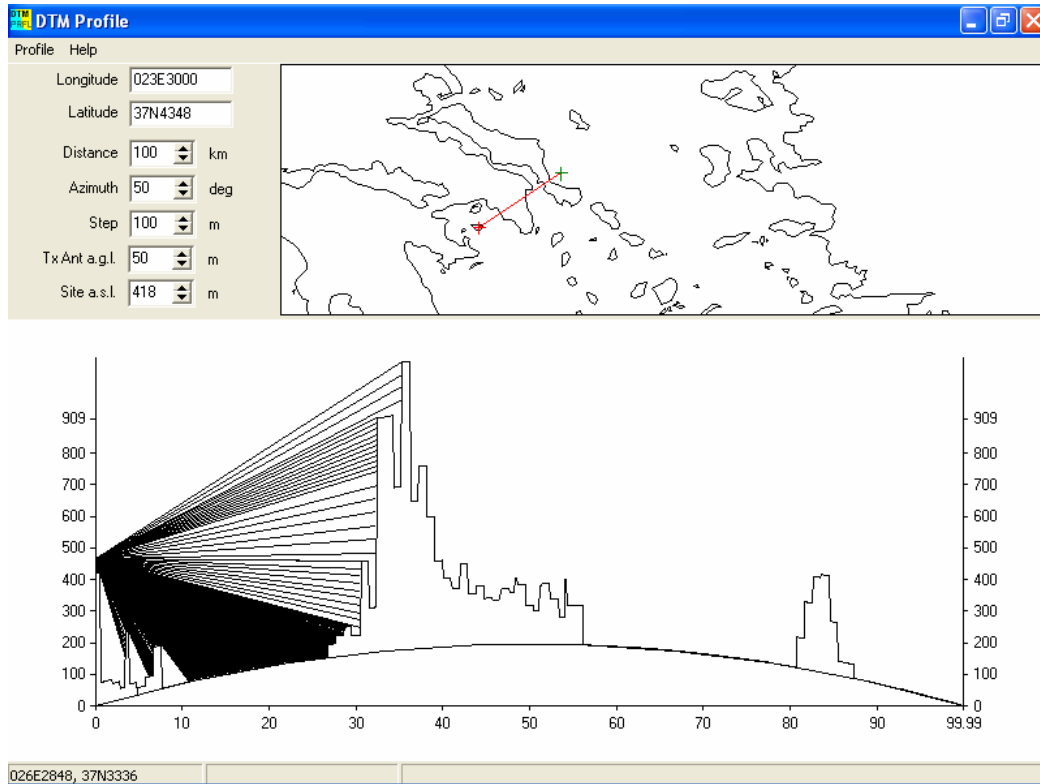 DTM PRFL DTM Profile
Profile Help
Longitude 023E3000
Latitude 37N4348
Distance 100 km
Azimuth 50 deg
Step 100 m
Tx Ant a.g.l. 50 m
Site a.s.l. 418 m
909 909
800 800
700 700
600 600
500 500
400 400
300 300
200 200
100 100
0 0
0 10 20 30 40 50 60 70 80 90 99.99
026E2848, 37N3336